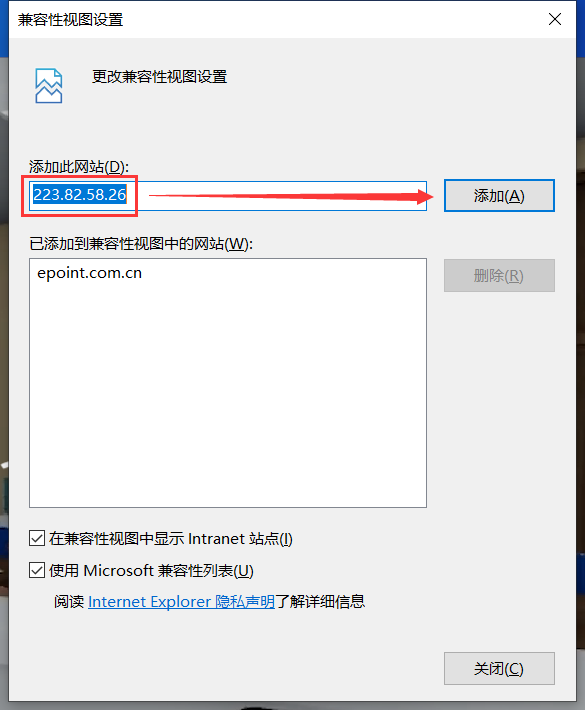 兼容性视图设置
更改兼容性视图设置
添加此网站(D):
223.82.58.26
添加(A)
已添加到兼容性视图中的网站(W):
epoint.com.cn
删除(R)
在兼容性视图中显示 Intranet 站点(I)
使用 Microsoft 兼容性列表(U)
阅读 Internet Explorer 隐私声明了解详细信息
关闭(C)